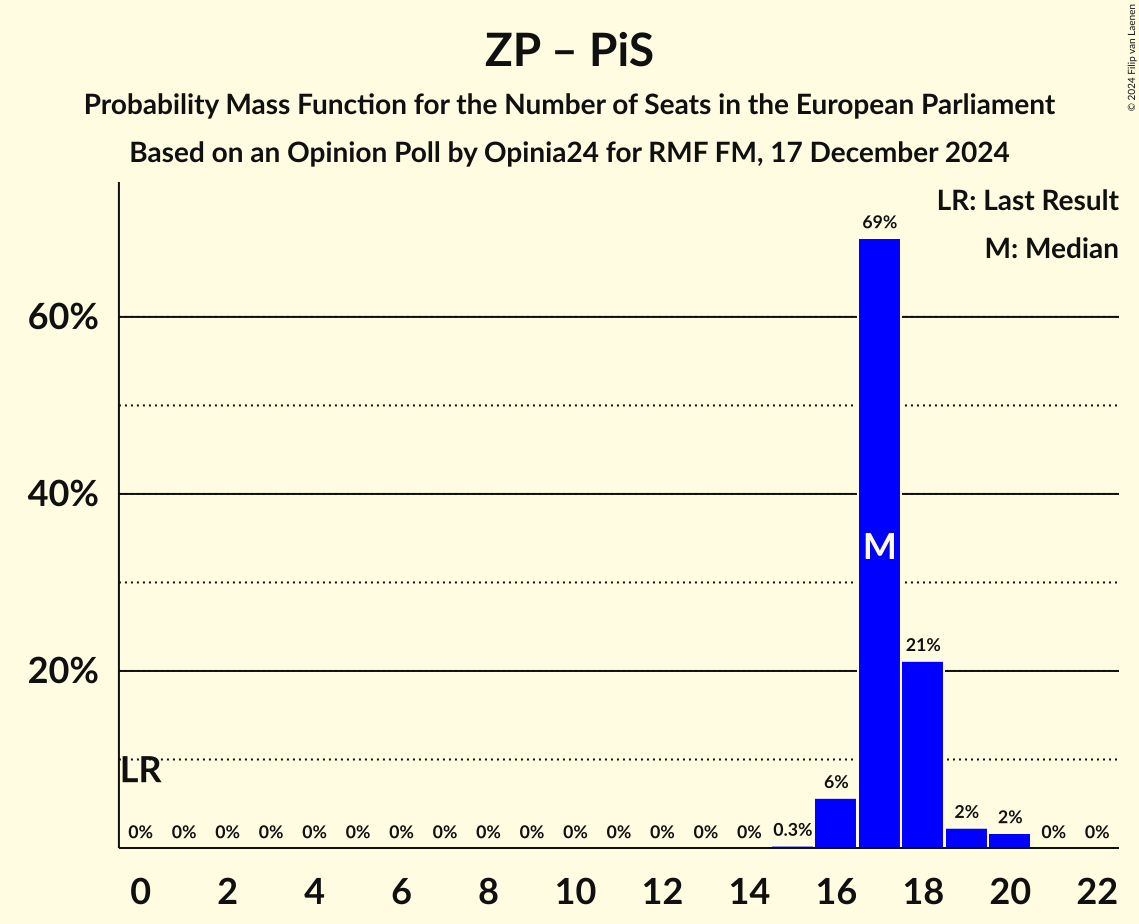 ZP – PiS
Probability Mass Function for the Number of Seats in the European Parliament
Based on an Opinion Poll by Opinia24 for RMF FM, 17 December 2024
© 2024 Filip van Laenen
LR: Last Result
M: Median
69%
60%
40%
M
21%
20%
LR
0% 0% 0% 0% 0% 0% 0% 0% 0% 0% 0% 0% 0% 0% 0% 0.3% 6% 2% 2% 0% 0%
0 2 4 6 8 10 12 14 16 18 20 22